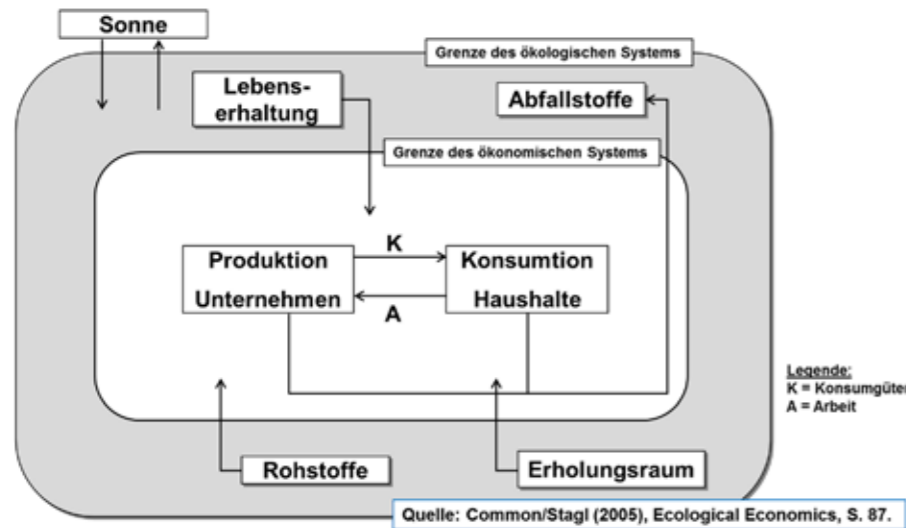 Sonne
Grenze des ökologischen Systems
Lebens-
erhaltung
Abfallstoffe
Grenze des ökonomischen Systems
K
Produktion
Unternehmen
Konsumtion
Haushalte
A
Legende:
K = Konsumgüter
A = Arbeit
Rohstoffe
Erholungsraum
Quelle: Common/Stagl (2005), Ecological Economics, S. 87.